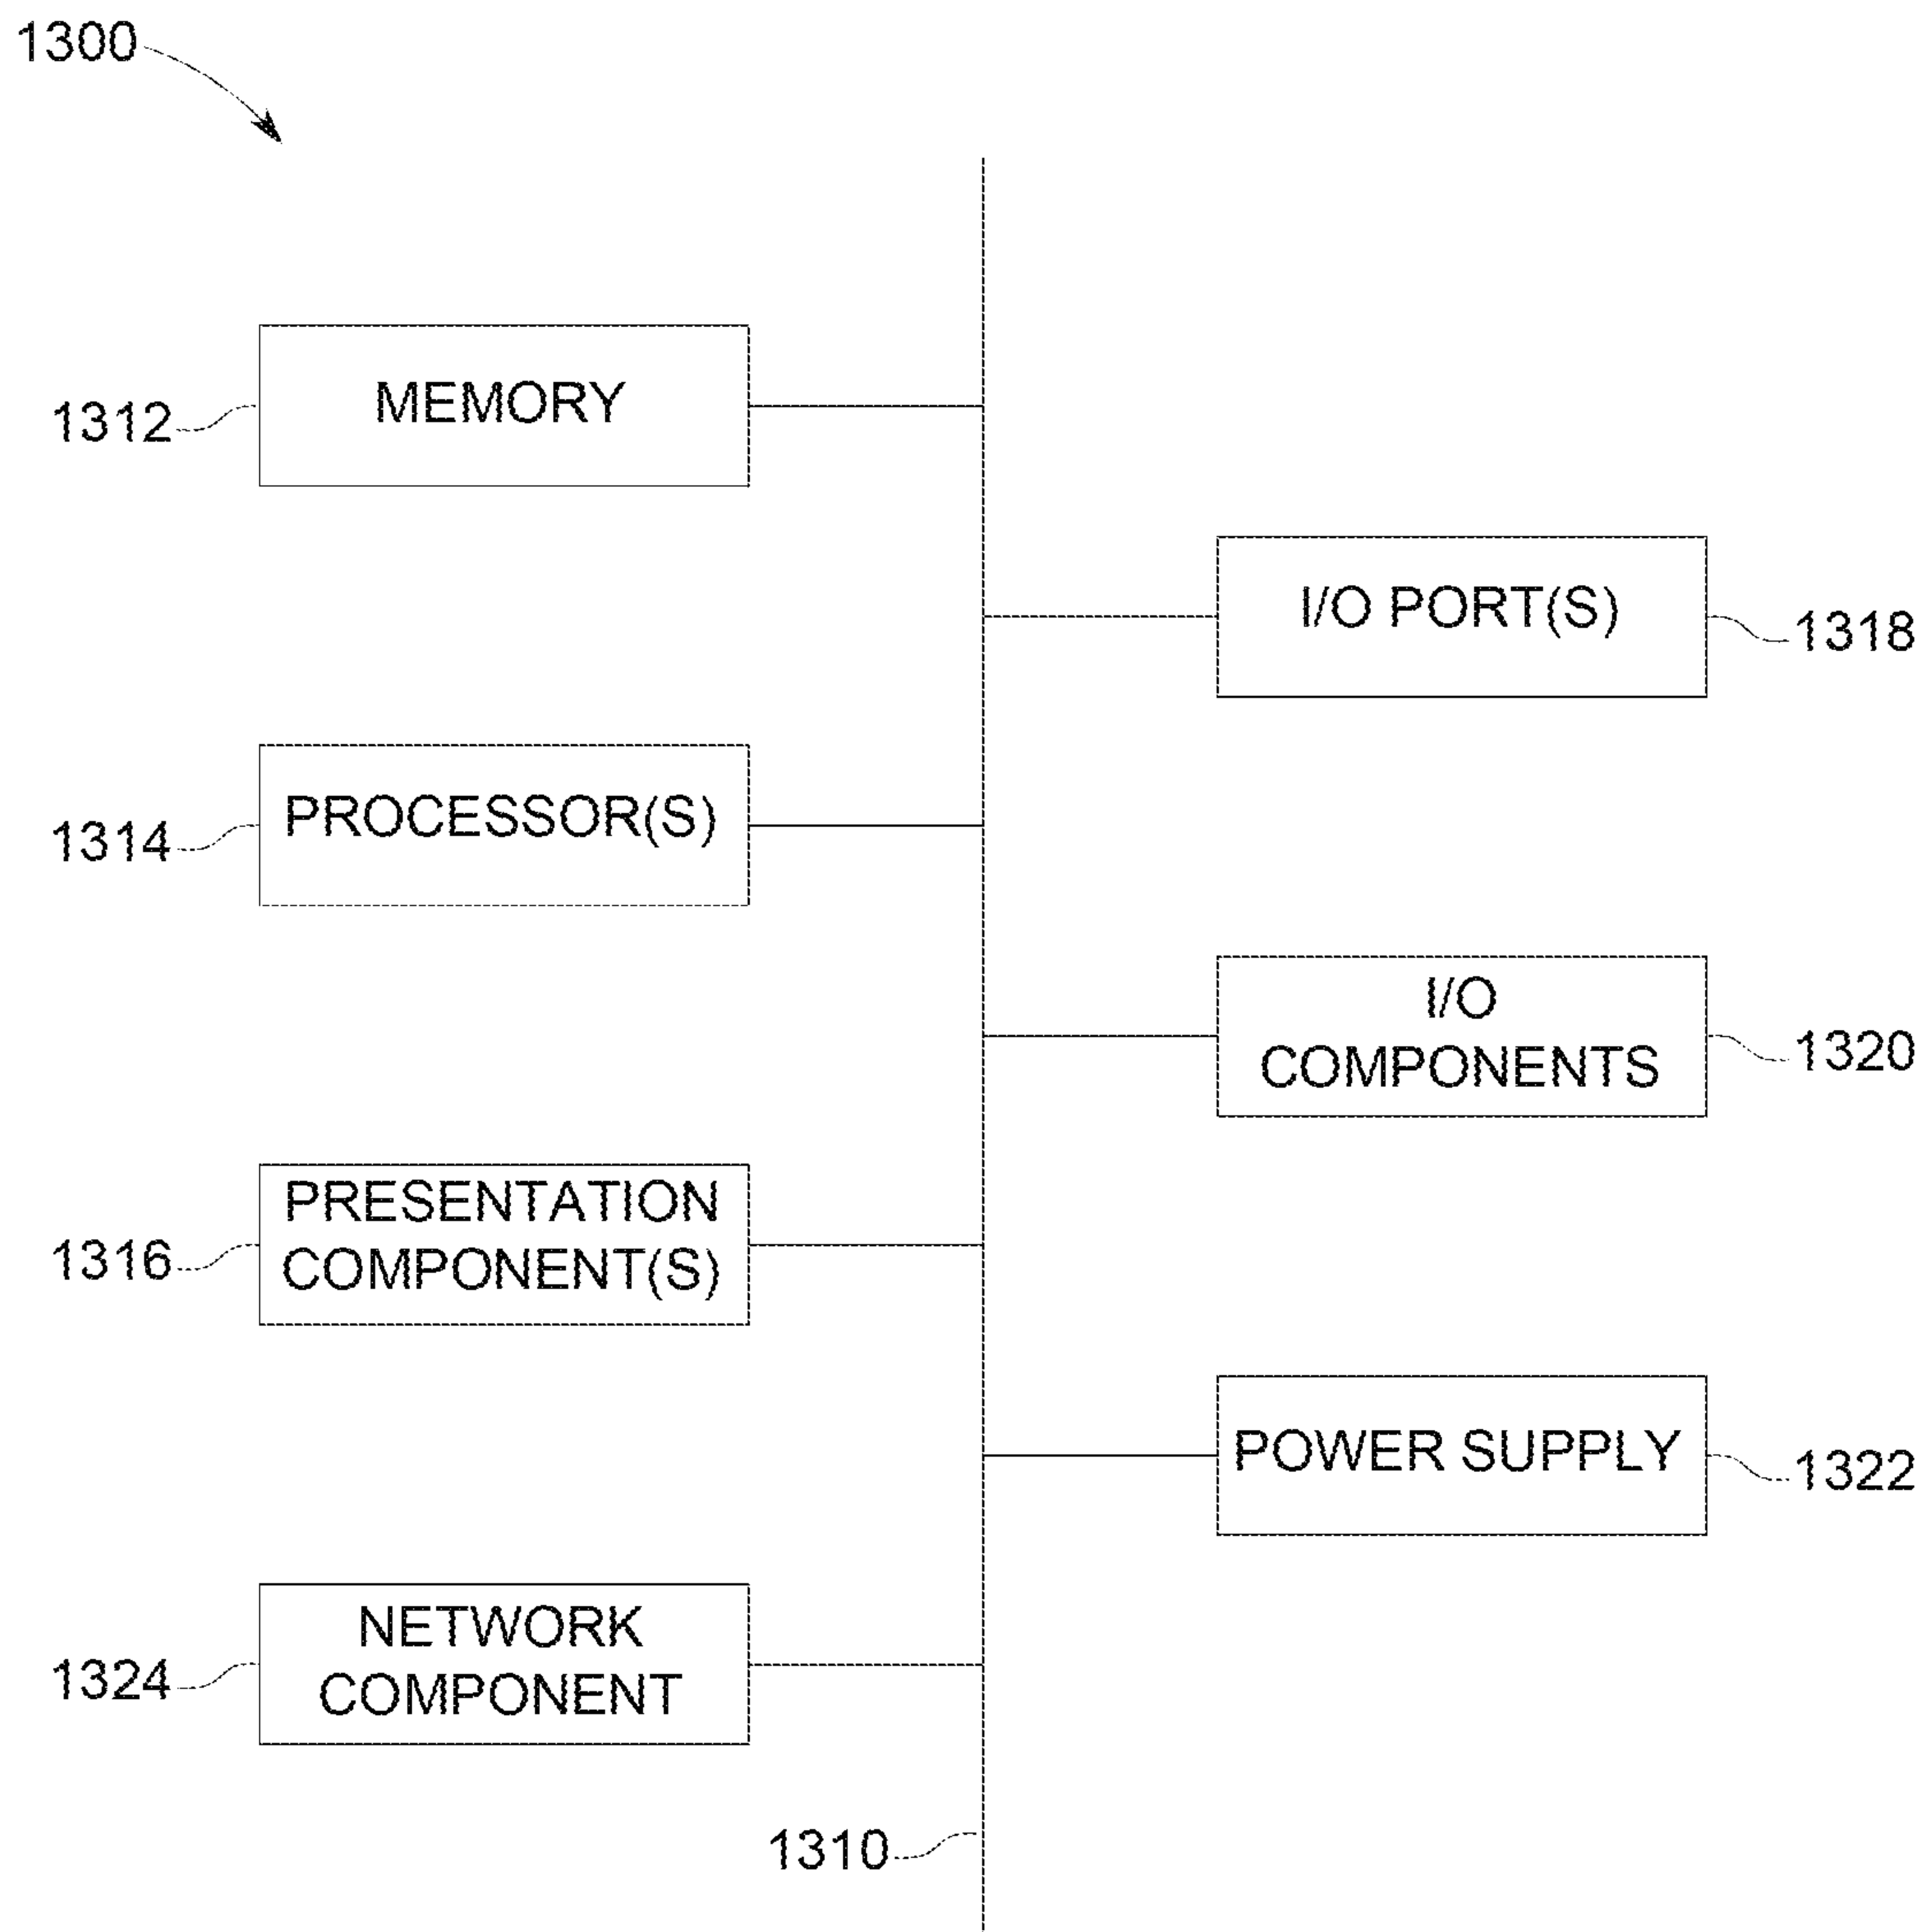 1300
MEMORY
1312
I/O PORT(S)
1318
PROCESSOR(S)
1314
I/O
COMPONENTS
1320
PRESENTATION
COMPONENT(S)
1316
POWER SUPPLY
1322
NETWORK
COMPONENT
1324
1310